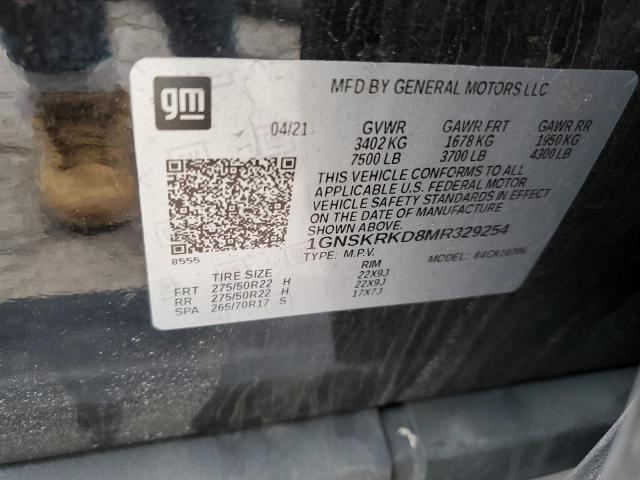 gm
MFD BY GENERAL MOTORS LLC
04/21 GVWR GAWR FRT GAWR RR
3402 KG 1678 KG 1950 KG
7500 LB 3700 LB 4300 LB
THIS VEHICLE CONFORMS TO ALL
APPLICABLE U.S. FEDERAL MOTOR
VEHICLE SAFETY STANDARDS IN EFFECT
ON THE DATE OF MANUFACTURE
SHOWN ABOVE.
1GNSKRKD8MR329254
8555
TYPE: M.P.V. MODEL: 84CK10706
TIRE SIZE RIM
FRT 275/50R22 H 22X9J
RR 275/50R22 H 22X9J
SPA 265/70R17 S 17X7J